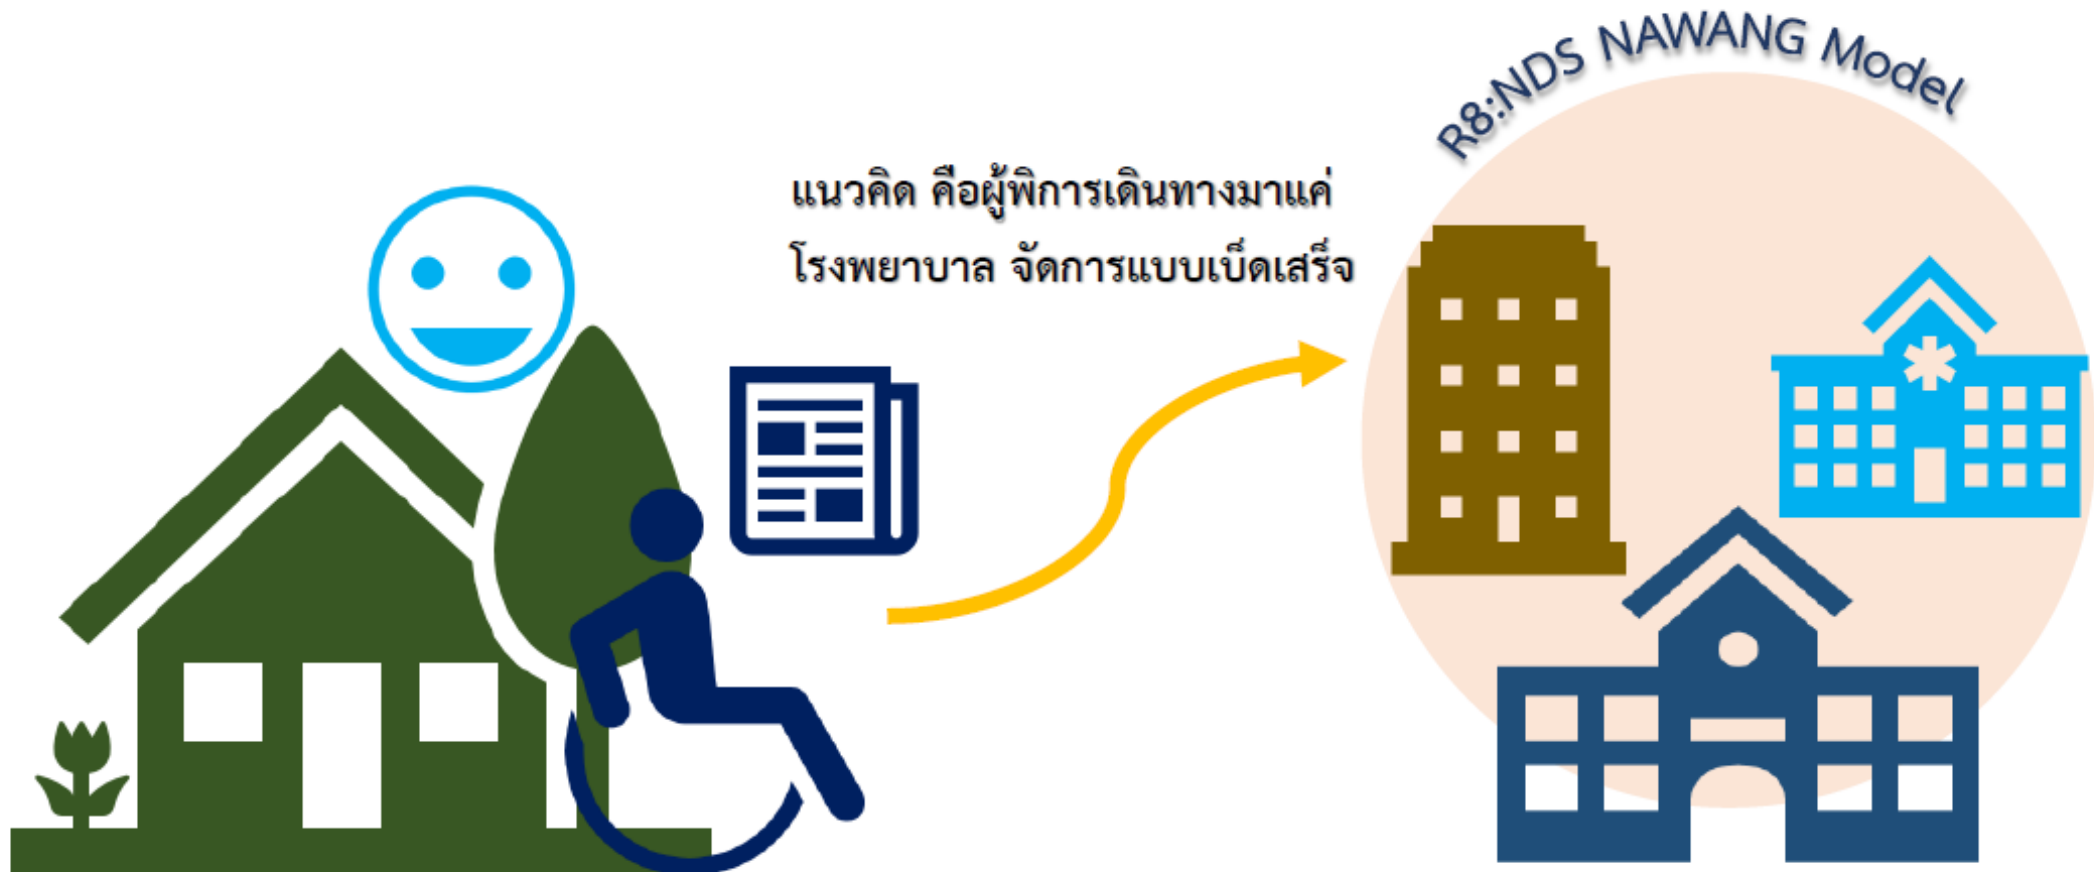 R8:NDS NAWANG Model
แนวคิด คือผู้พิการเดินทางมาแค่
โรงพยาบาล จัดการแบบเบ็ดเสร็จ